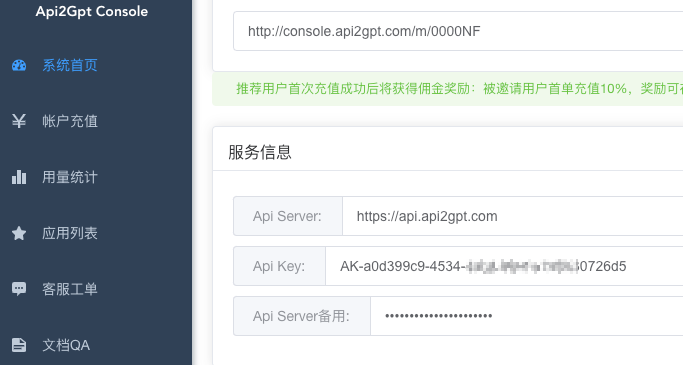 Api2Gpt Console
http://console.api2gpt.com/m/0000NF
系统首页
推荐用户首次充值成功后将获得佣金奖励：被邀请用户首单充值10%，奖励可
帐户充值
服务信息
用量统计
Api Server: https://api.api2gpt.com
应用列表
Api Key: AK-a0d399c9-4534- 0726d5
客服工单
Api Server备用: ••••••••••••••••••••••
文档QA